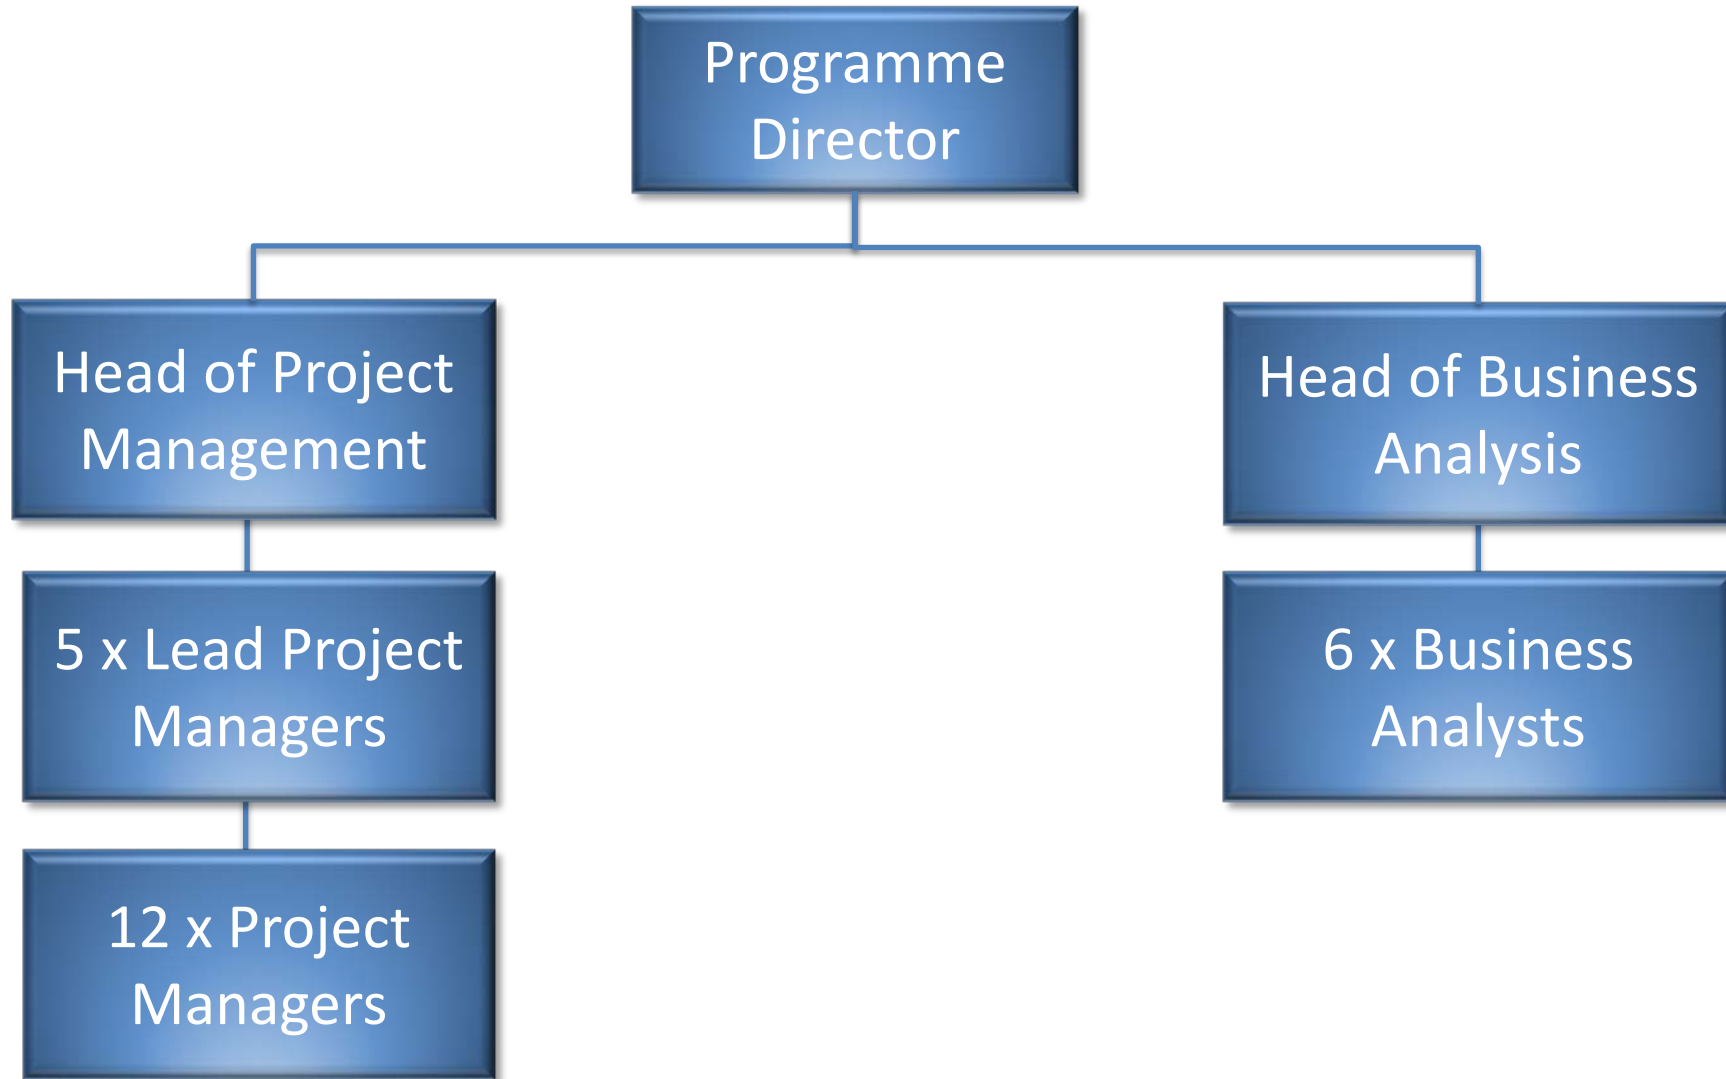 Programme
Director
Head of Project
Management
Head of Business
Analysis
5 x Lead Project
Managers
6 x Business
Analysts
12 x Project
Managers